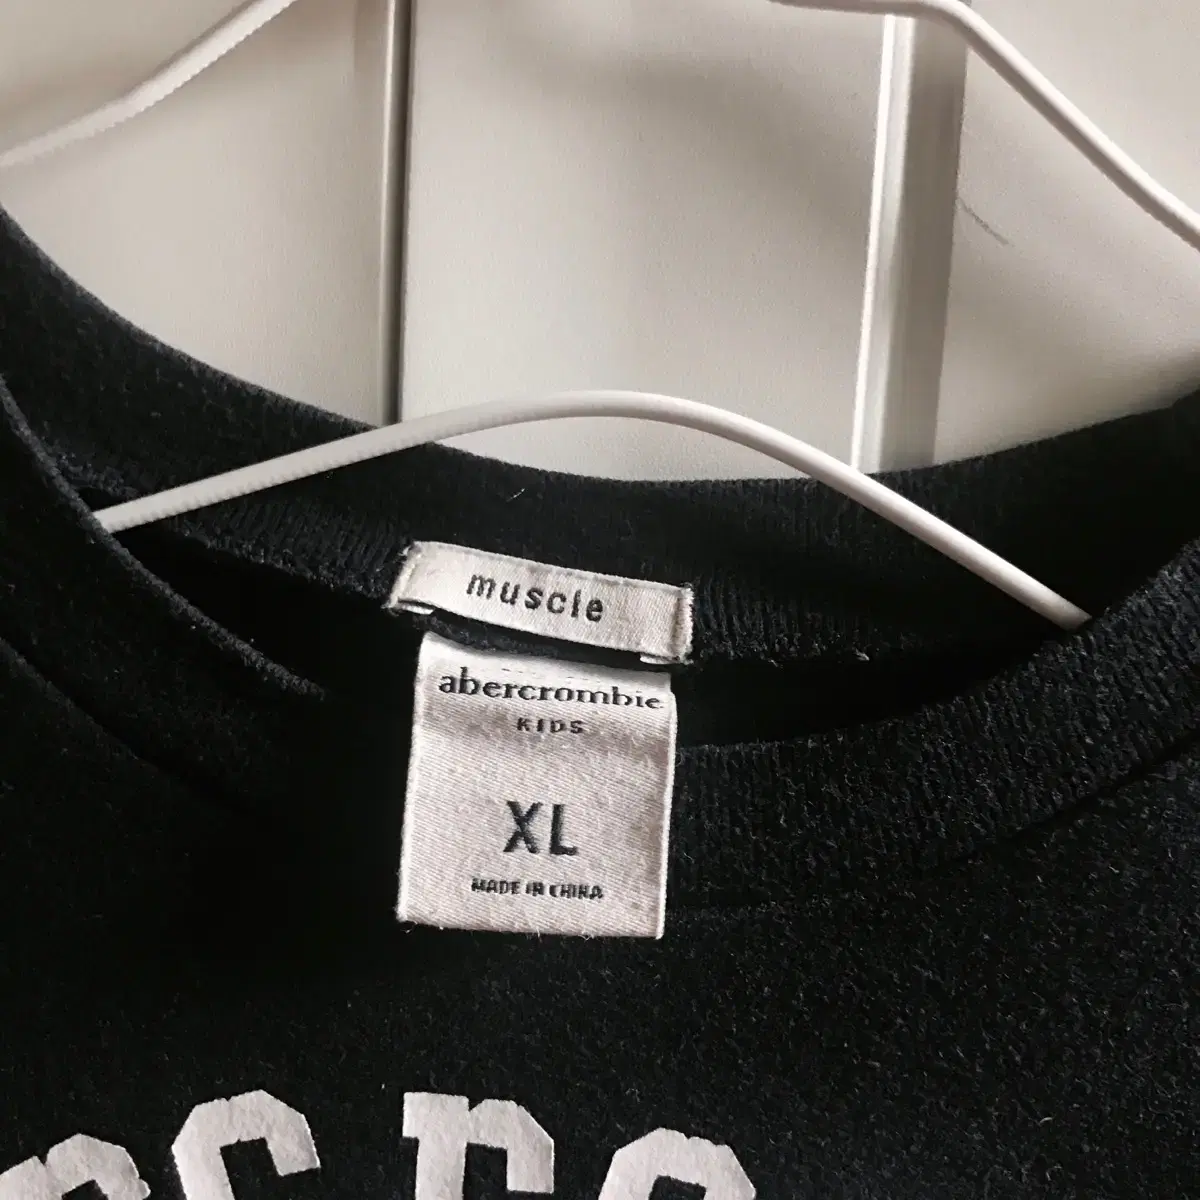 muscle
abercrombie
KIDS
XL
MADE IN CHINA